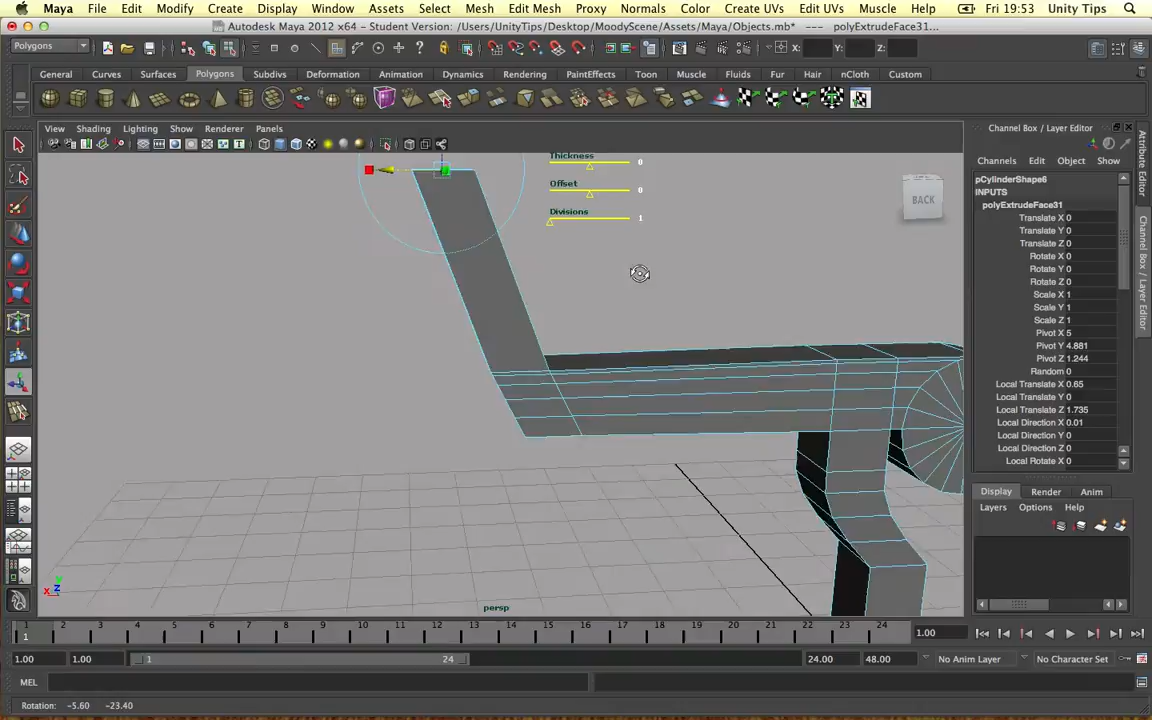 Maya File Edit Modify Create Display Window Assets Select Mesh Edit Mesh Proxy Normals Color Create UVs Edit UVs Muscle Help Fri 19:53 Unity Tips
Autodesk Maya 2012 x64 - Student Version: /Users/UnityTips/Desktop/MoodyScene/Assets/Maya/Objects.mb* --- polyExtrudeFace31...
Polygons X: Y: Z:
General Curves Surfaces Polygons Subdivs Deformation Animation Dynamics Rendering PaintEffects Toon Muscle Fluids Fur Hair nCloth Custom
View Shading Lighting Show Renderer Panels
Channel Box / Layer Editor
Channels Edit Object Show
Thickness 0
Offset 0
Divisions 1
BACK
pCylinderShape6
INPUTS
polyExtrudeFace31
Translate X 0
Translate Y 0
Translate Z 0
Rotate X 0
Rotate Y 0
Rotate Z 0
Scale X 1
Scale Y 1
Scale Z 1
Pivot X 5
Pivot Y 4.881
Pivot Z 1.244
Random 0
Local Translate X 0.65
Local Translate Y 0
Local Translate Z 1.735
Local Direction X 0.01
Local Direction Y 0
Local Direction Z 0
Local Rotate X 0
Attribute Editor
Channel Box / Layer Editor
Display Render Anim
Layers Options Help
Y
Z
X
persp
1 2 3 4 5 6 7 8 9 10 11 12 13 14 15 16 17 18 19 20 21 22 23 24
1 1.00
1.00 1.00 1 24 24.00 48.00 No Anim Layer No Character Set
MEL
Rotation: -5.60 -23.40